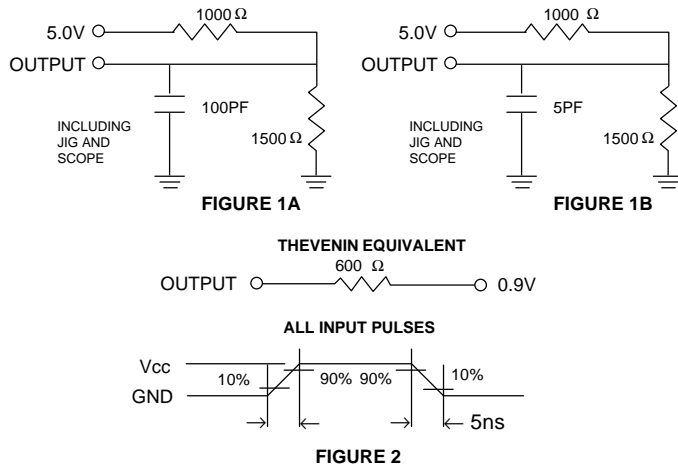 1000 Ω
5.0V
OUTPUT
100PF
INCLUDING
JIG AND
SCOPE
1500 Ω
FIGURE 1A
1000 Ω
5.0V
OUTPUT
5PF
INCLUDING
JIG AND
SCOPE
1500 Ω
FIGURE 1B
THEVENIN EQUIVALENT
600 Ω
OUTPUT 0.9V
ALL INPUT PULSES
Vcc
GND
10% 90% 90% 10%
5ns
FIGURE 2